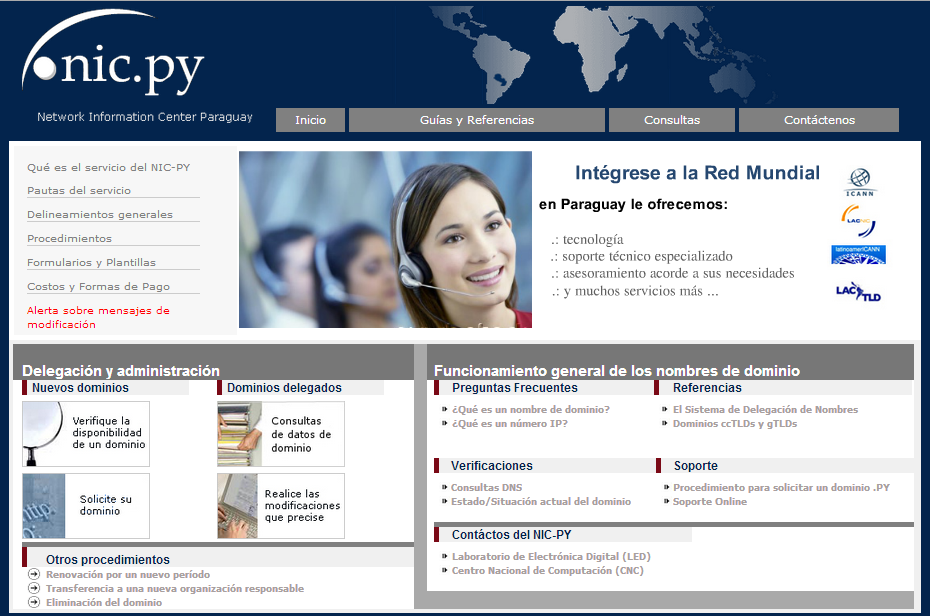 nic.py
Network Information Center Paraguay
Inicio
Guías y Referencias
Consultas
Contáctenos
Qué es el servicio del NIC-PY
Pautas del servicio
Delineamientos generales
Procedimientos
Formularios y Plantillas
Costos y Formas de Pago
Alerta sobre mensajes de
modificación
Intégrese a la Red Mundial
en Paraguay le ofrecemos:
.: tecnología
.: soporte técnico especializado
.: asesoramiento acorde a sus necesidades
.: y muchos servicios más ...
ICANN
LACNIC
latinoamerICANN
LACTLD
Delegación y administración
Nuevos dominios
Verifique la
disponibilidad
de un dominio
Solicite su
dominio
http:
Dominios delegados
Consultas
de datos de
dominio
Realice las
modificaciones
que precise
Otros procedimientos
Renovación por un nuevo período
Transferencia a una nueva organización responsable
Eliminación del dominio
Funcionamiento general de los nombres de dominio
Preguntas Frecuentes
¿Qué es un nombre de dominio?
¿Qué es un número IP?
Referencias
El Sistema de Delegación de Nombres
Dominios ccTLDs y gTLDs
Verificaciones
Consultas DNS
Estado/Situación actual del dominio
Soporte
Procedimiento para solicitar un dominio .PY
Soporte Online
Contáctos del NIC-PY
Laboratorio de Electrónica Digital (LED)
Centro Nacional de Computación (CNC)